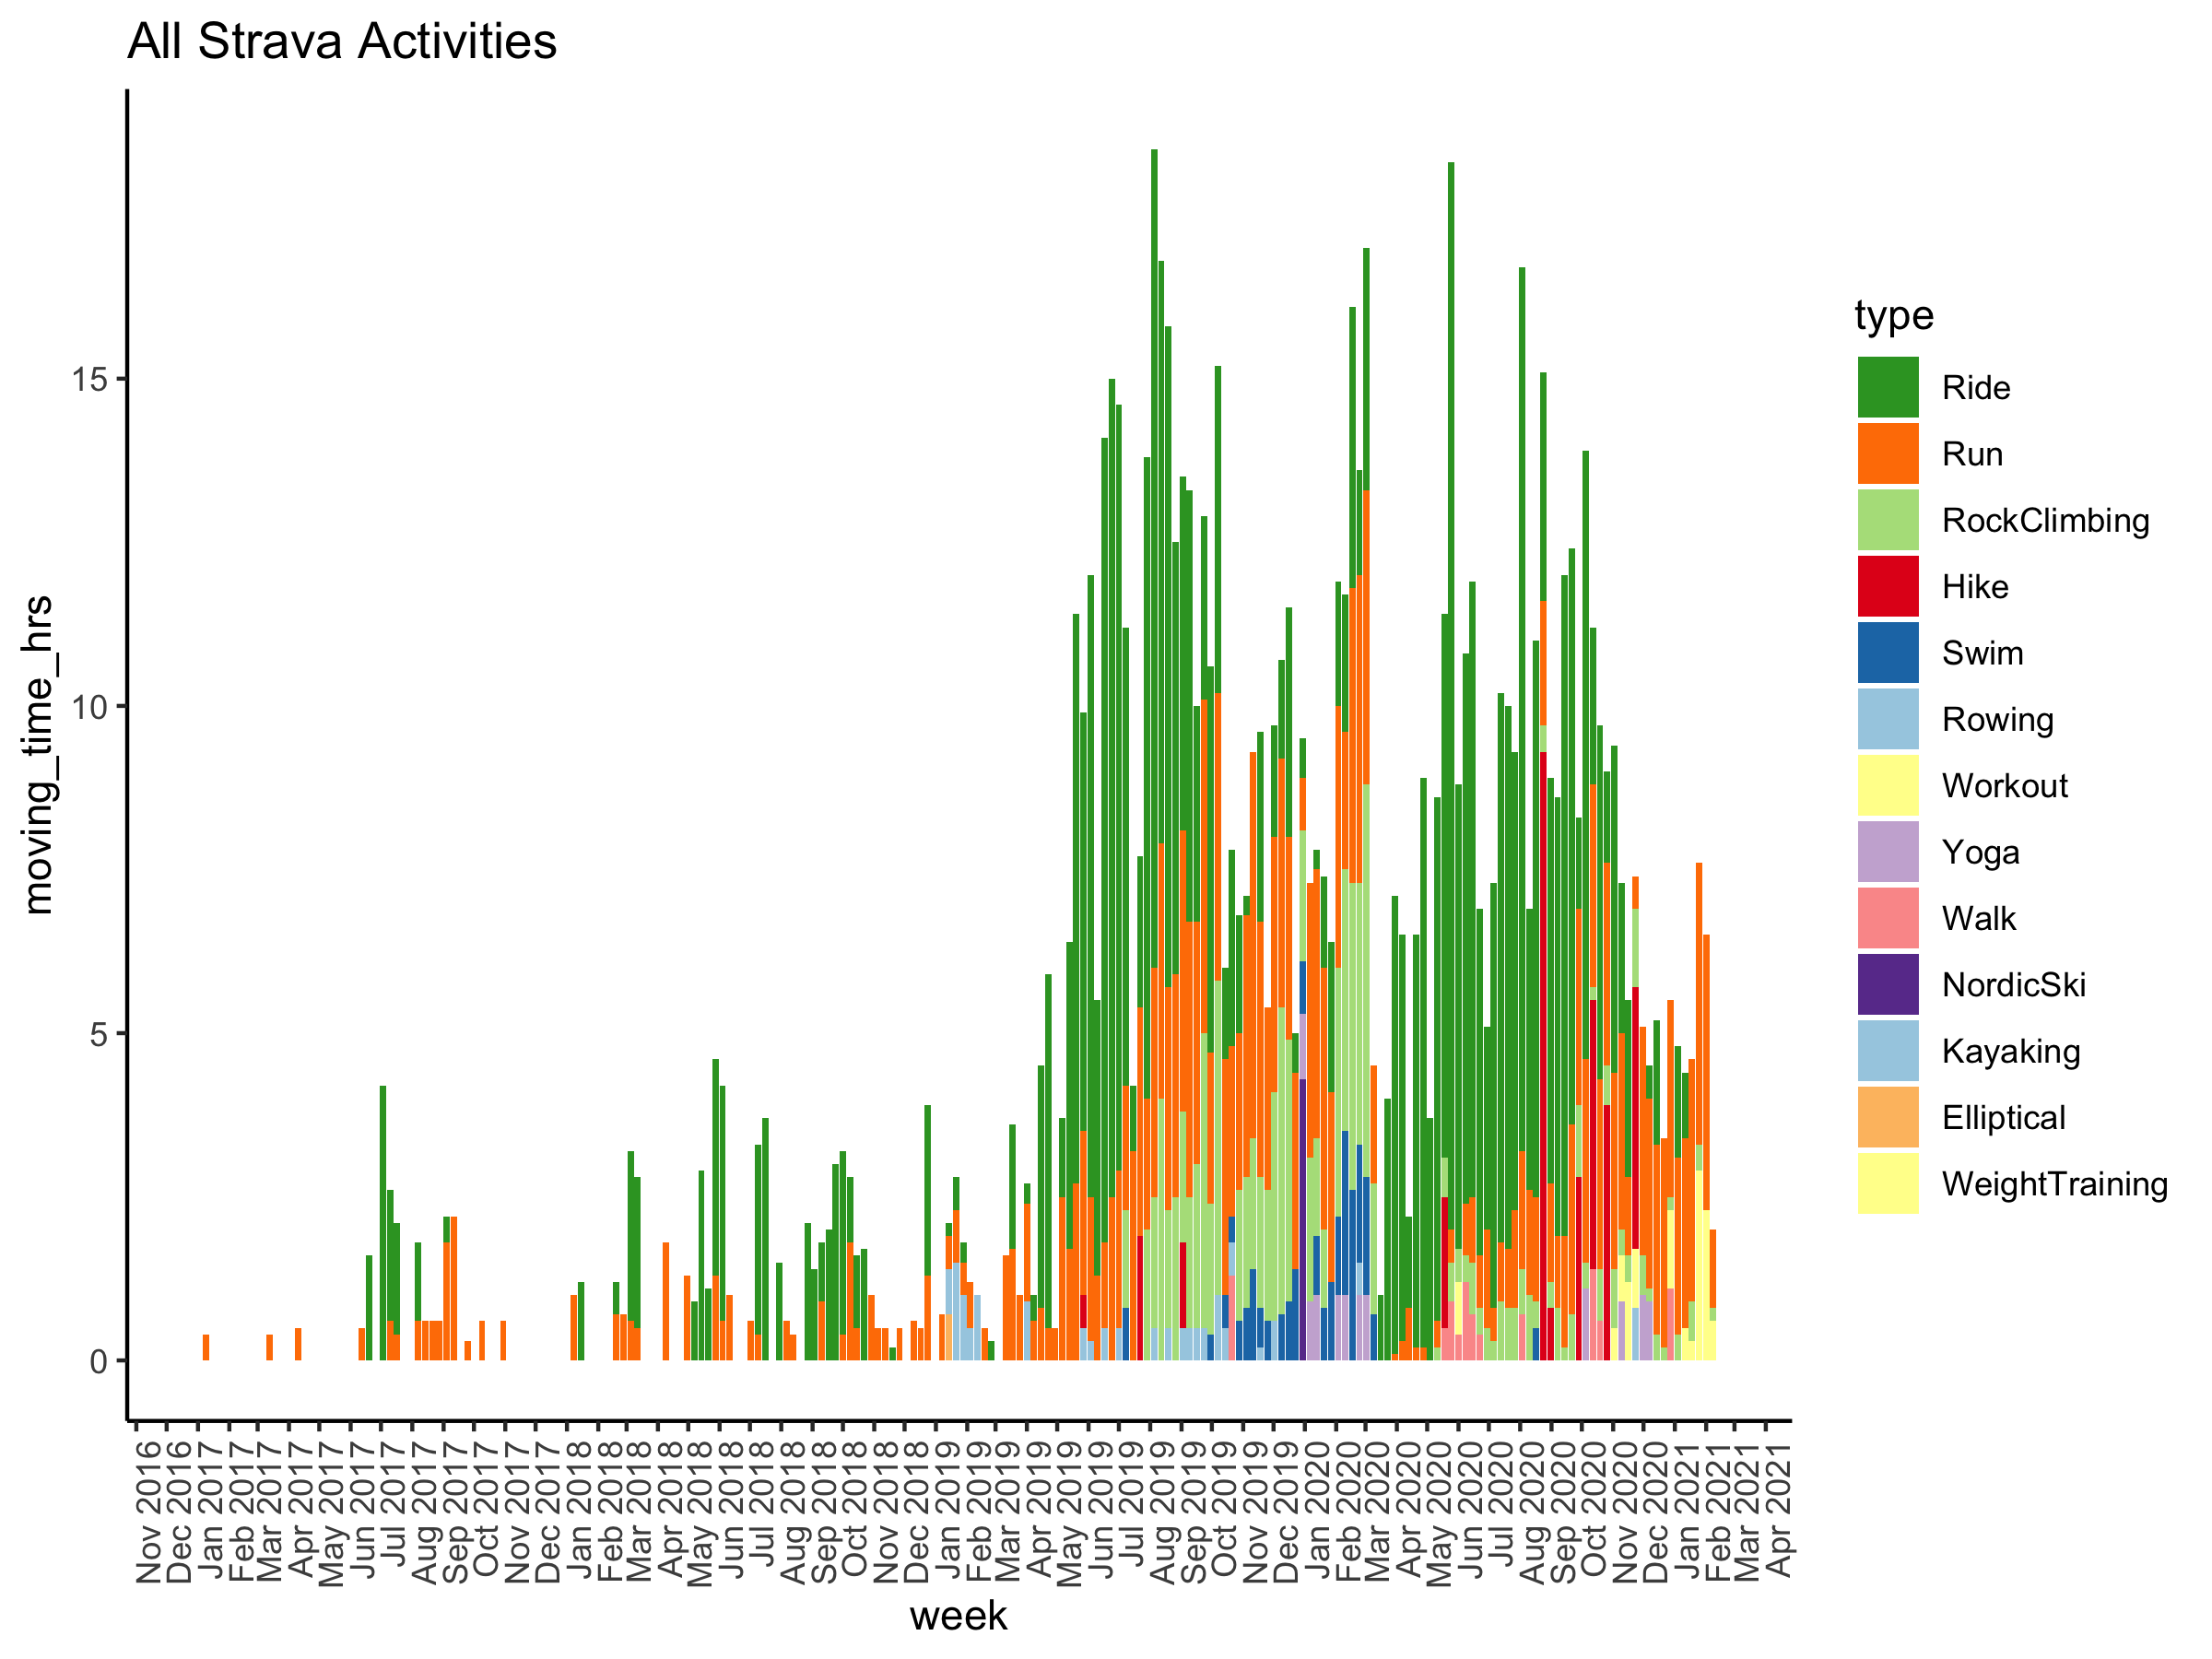 All Strava Activities
moving_time_hrs
15
10
5
0
Nov 2016
Dec 2016
Jan 2017
Feb 2017
Mar 2017
Apr 2017
May 2017
Jun 2017
Jul 2017
Aug 2017
Sep 2017
Oct 2017
Nov 2017
Dec 2017
Jan 2018
Feb 2018
Mar 2018
Apr 2018
May 2018
Jun 2018
Jul 2018
Aug 2018
Sep 2018
Oct 2018
Nov 2018
Dec 2018
Jan 2019
Feb 2019
Mar 2019
Apr 2019
May 2019
Jun 2019
Jul 2019
Aug 2019
Sep 2019
Oct 2019
Nov 2019
Dec 2019
Jan 2020
Feb 2020
Mar 2020
Apr 2020
May 2020
Jun 2020
Jul 2020
Aug 2020
Sep 2020
Oct 2020
Nov 2020
Dec 2020
Jan 2021
Feb 2021
Mar 2021
Apr 2021
week
type
Ride
Run
RockClimbing
Hike
Swim
Rowing
Workout
Yoga
Walk
NordicSki
Kayaking
Elliptical
WeightTraining